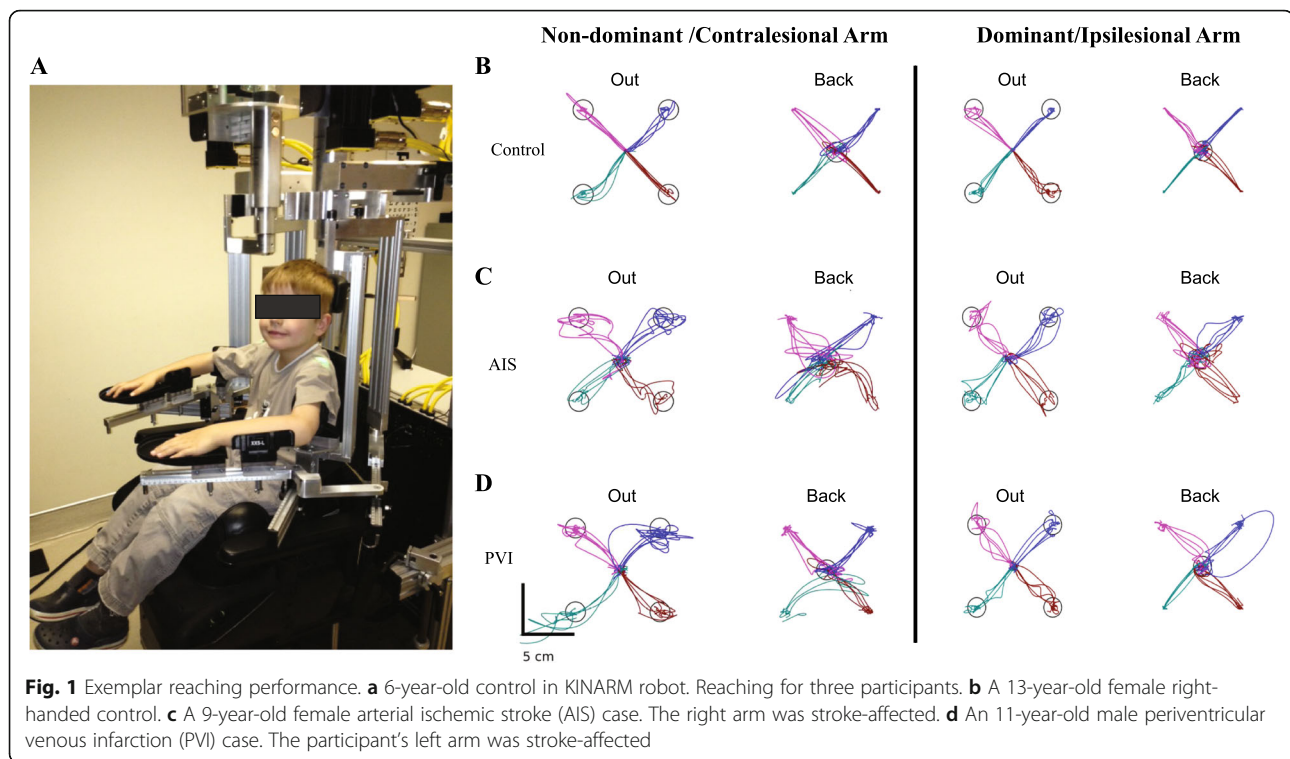 Non-dominant /Contralesional Arm
Dominant/Ipsilesional Arm
A
B
Out
Back
Out
Back
Control
C
Out
Back
Out
Back
AIS
D
Out
Back
Out
Back
PVI
5 cm
Fig. 1 Exemplar reaching performance. a 6-year-old control in KINARM robot. Reaching for three participants. b A 13-year-old female right-
handed control. c A 9-year-old female arterial ischemic stroke (AIS) case. The right arm was stroke-affected. d An 11-year-old male periventricular
venous infarction (PVI) case. The participant's left arm was stroke-affected